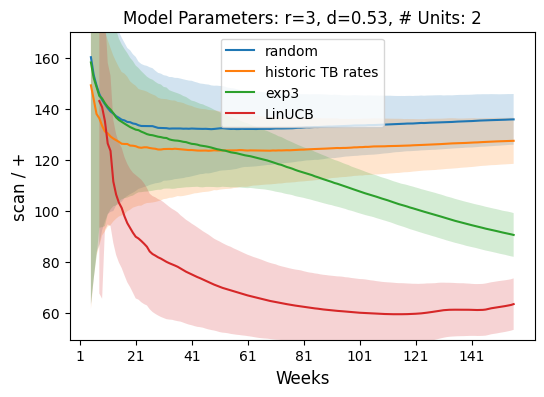 Model Parameters: r=3, d=0.53, # Units: 2
random
historic TB rates
exp3
LinUCB
scan / +
160
140
120
100
80
60
1 21 41 61 81 101 121 141
Weeks